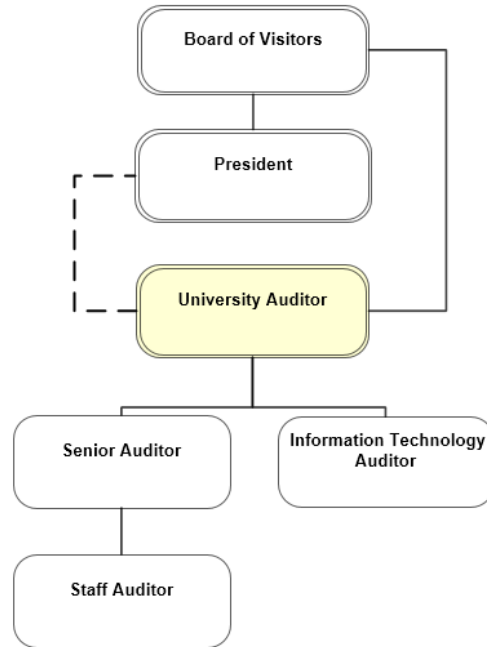 Board of Visitors
President
University Auditor
Senior Auditor
Information Technology
Auditor
Staff Auditor